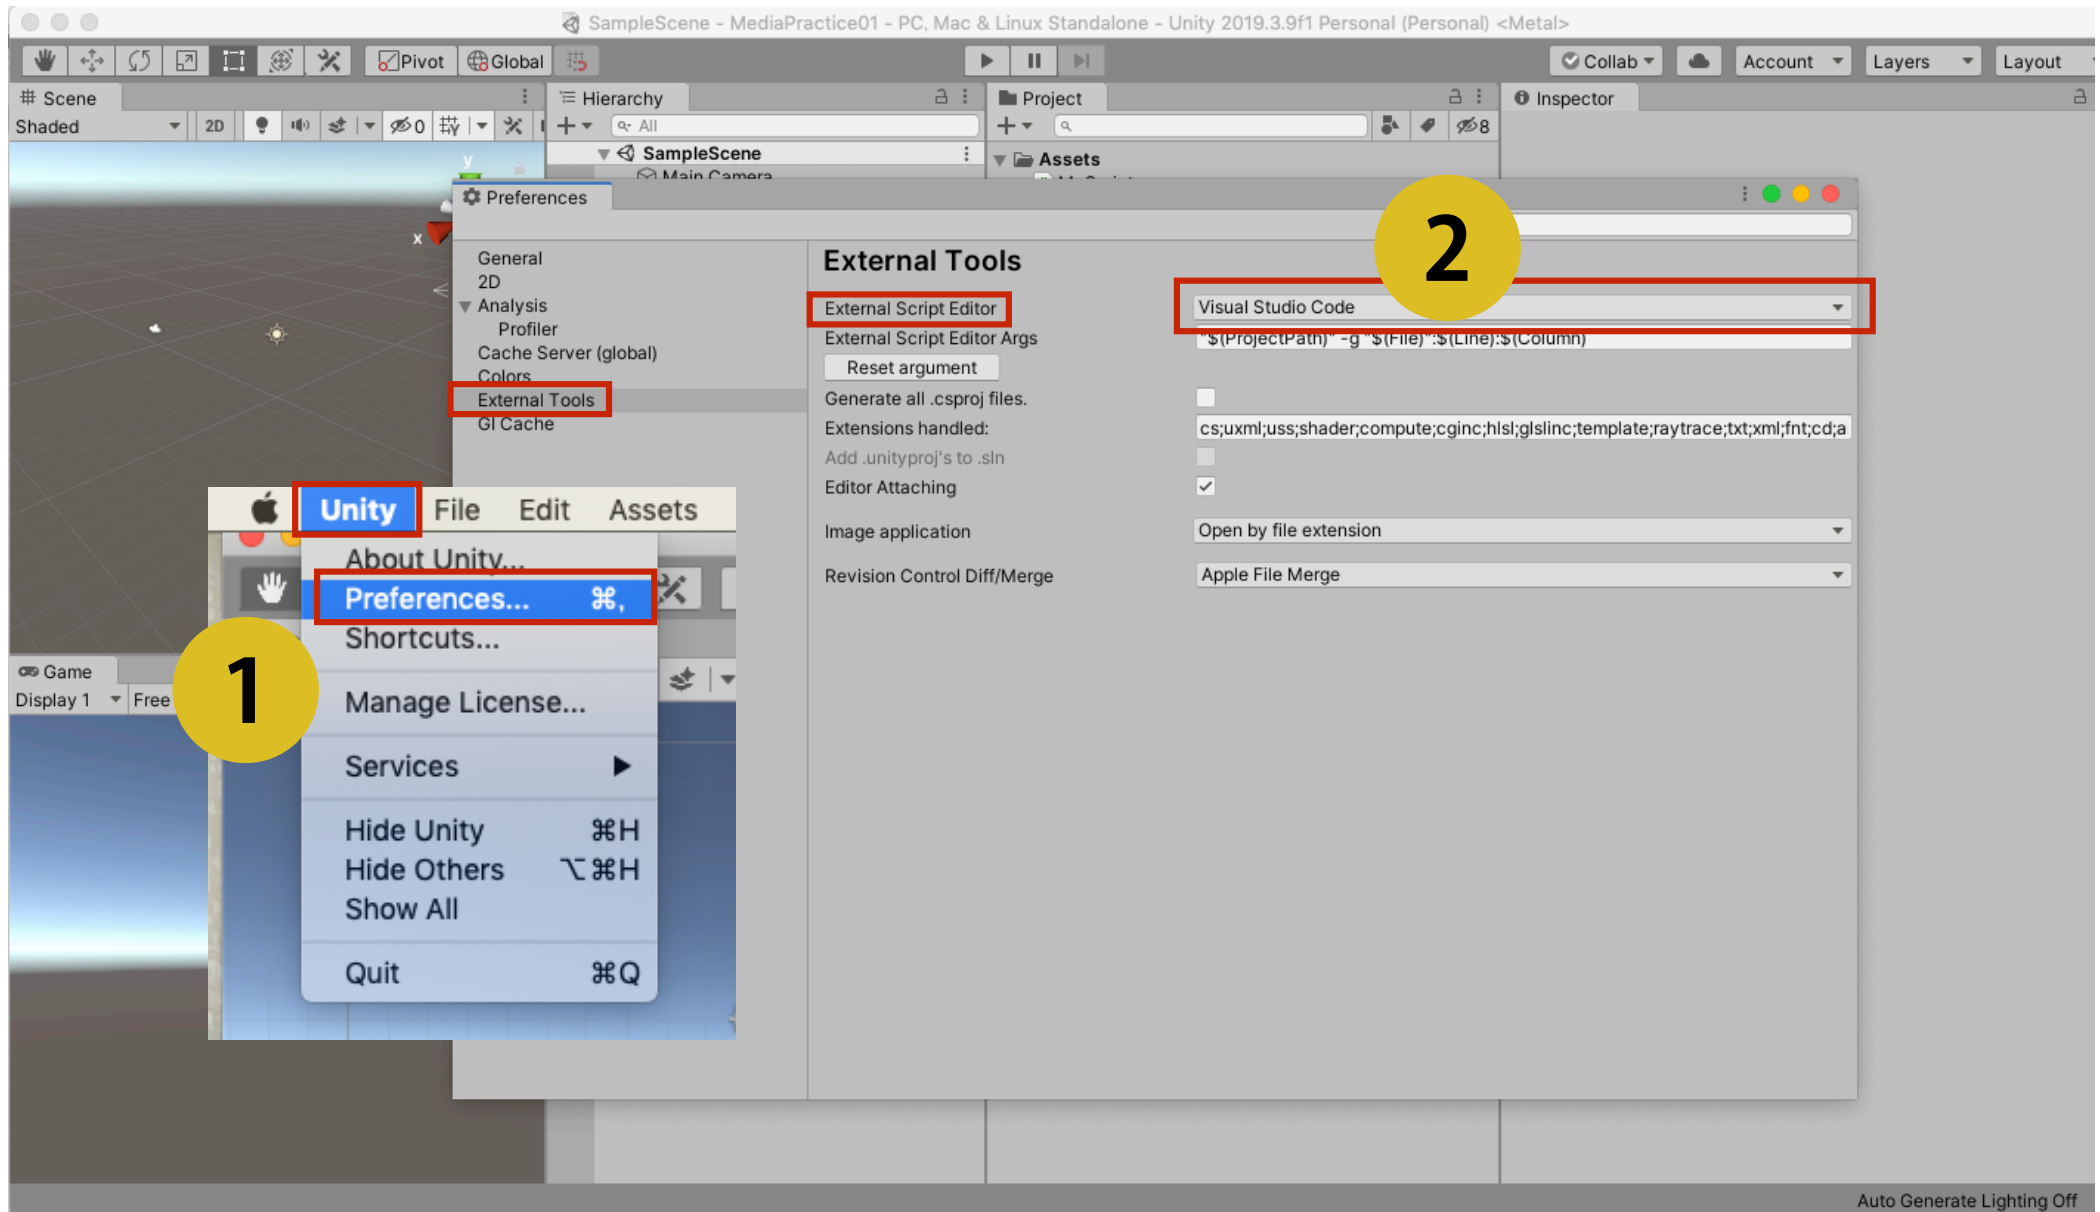 SampleScene - MediaPractice01 - PC, Mac & Linux Standalone - Unity 2019.3.9f1 Personal (Personal) <Metal>
Pivot Global Collab Account Layers Layout
Scene Hierarchy Project Inspector
Shaded 2D 0 All 8
SampleScene Assets
Main Camera
y
x
Preferences
2
General
2D
Analysis
Profiler
Cache Server (global)
Colors
External Tools
GI Cache
External Tools
External Script Editor Visual Studio Code
External Script Editor Args "$(ProjectPath)" -g "$(File)":$(Line):$(Column)
Reset argument
Generate all .csproj files.
Extensions handled: cs;uxml;uss;shader;compute;cginc;hlsl;glslinc;template;raytrace;txt;xml;fnt;cd;a
Add .unityproj's to .sln
Editor Attaching
Image application Open by file extension
Revision Control Diff/Merge Apple File Merge
Unity File Edit Assets
About Unity...
Preferences... ⌘,
Shortcuts...
1
Manage License...
Services
Hide Unity ⌘H
Hide Others ⌥⌘H
Show All
Quit ⌘Q
Game
Display 1 Free
Auto Generate Lighting Off